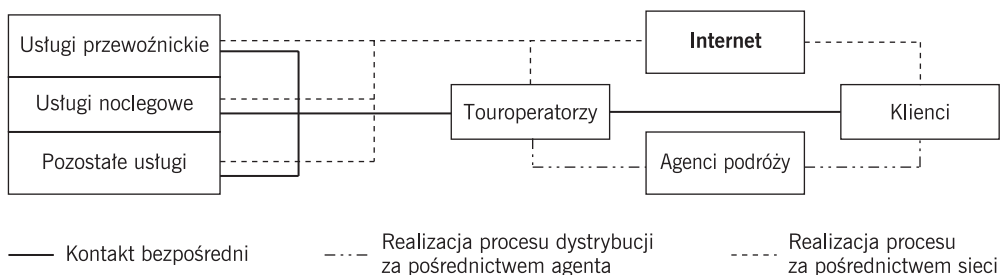 Usługi przewoźnickie
Internet
Usługi noclegowe
Touroperatorzy
Klienci
Pozostałe usługi
Agenci podróży
Kontakt bezpośredni
Realizacja procesu dystrybucji
za pośrednictwem agenta
Realizacja procesu
za pośrednictwem sieci